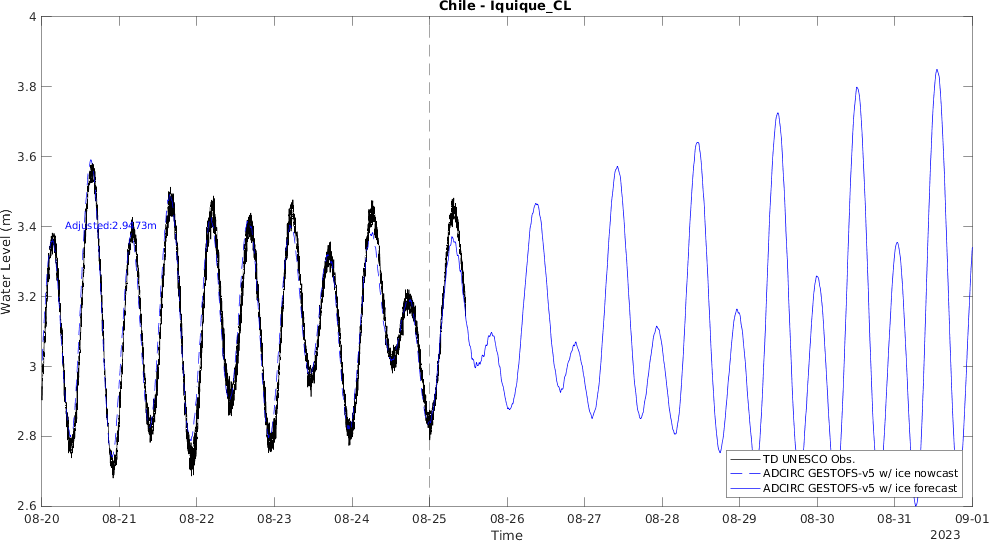 Chile - Iquique_CL
4
3.8
3.6
3.4
3.2
3
2.8
2.6
Water Level (m)
Adjusted:2.9473m
TD UNESCO Obs.
ADCIRC GESTOFS-v5 w/ ice nowcast
ADCIRC GESTOFS-v5 w/ ice forecast
08-20 08-21 08-22 08-23 08-24 08-25 08-26 08-27 08-28 08-29 08-30 08-31 09-01
Time
2023